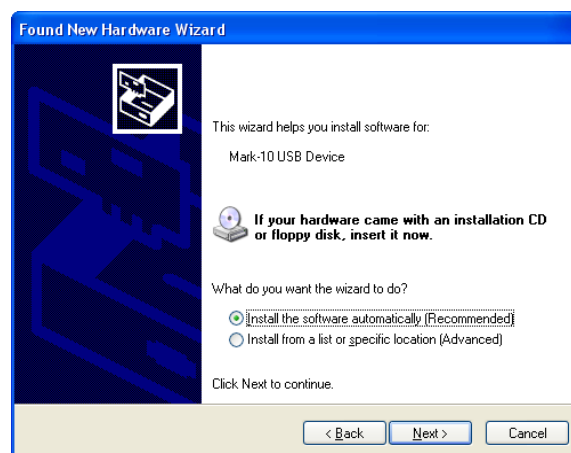 Found New Hardware Wizard
This wizard helps you install software for:
Mark-10 USB Device
If your hardware came with an installation CD
or floppy disk, insert it now.
What do you want the wizard to do?
Install the software automatically (Recommended)
Install from a list or specific location (Advanced)
Click Next to continue.
< Back
Next >
Cancel